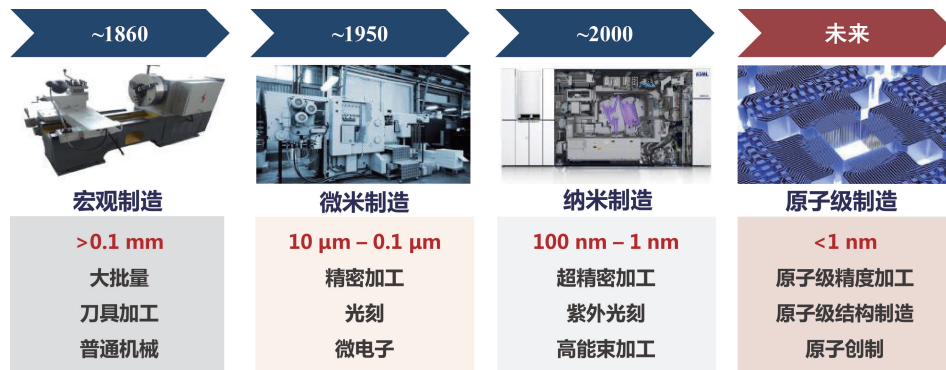 ~1860
~1950
~2000
未来
ASML
宏观制造
微米制造
纳米制造
原子级制造
>0.1 mm
大批量
刀具加工
普通机械
10 μm – 0.1 μm
精密加工
光刻
微电子
100 nm – 1 nm
超精密加工
紫外光刻
高能束加工
<1 nm
原子级精度加工
原子级结构制造
原子创制